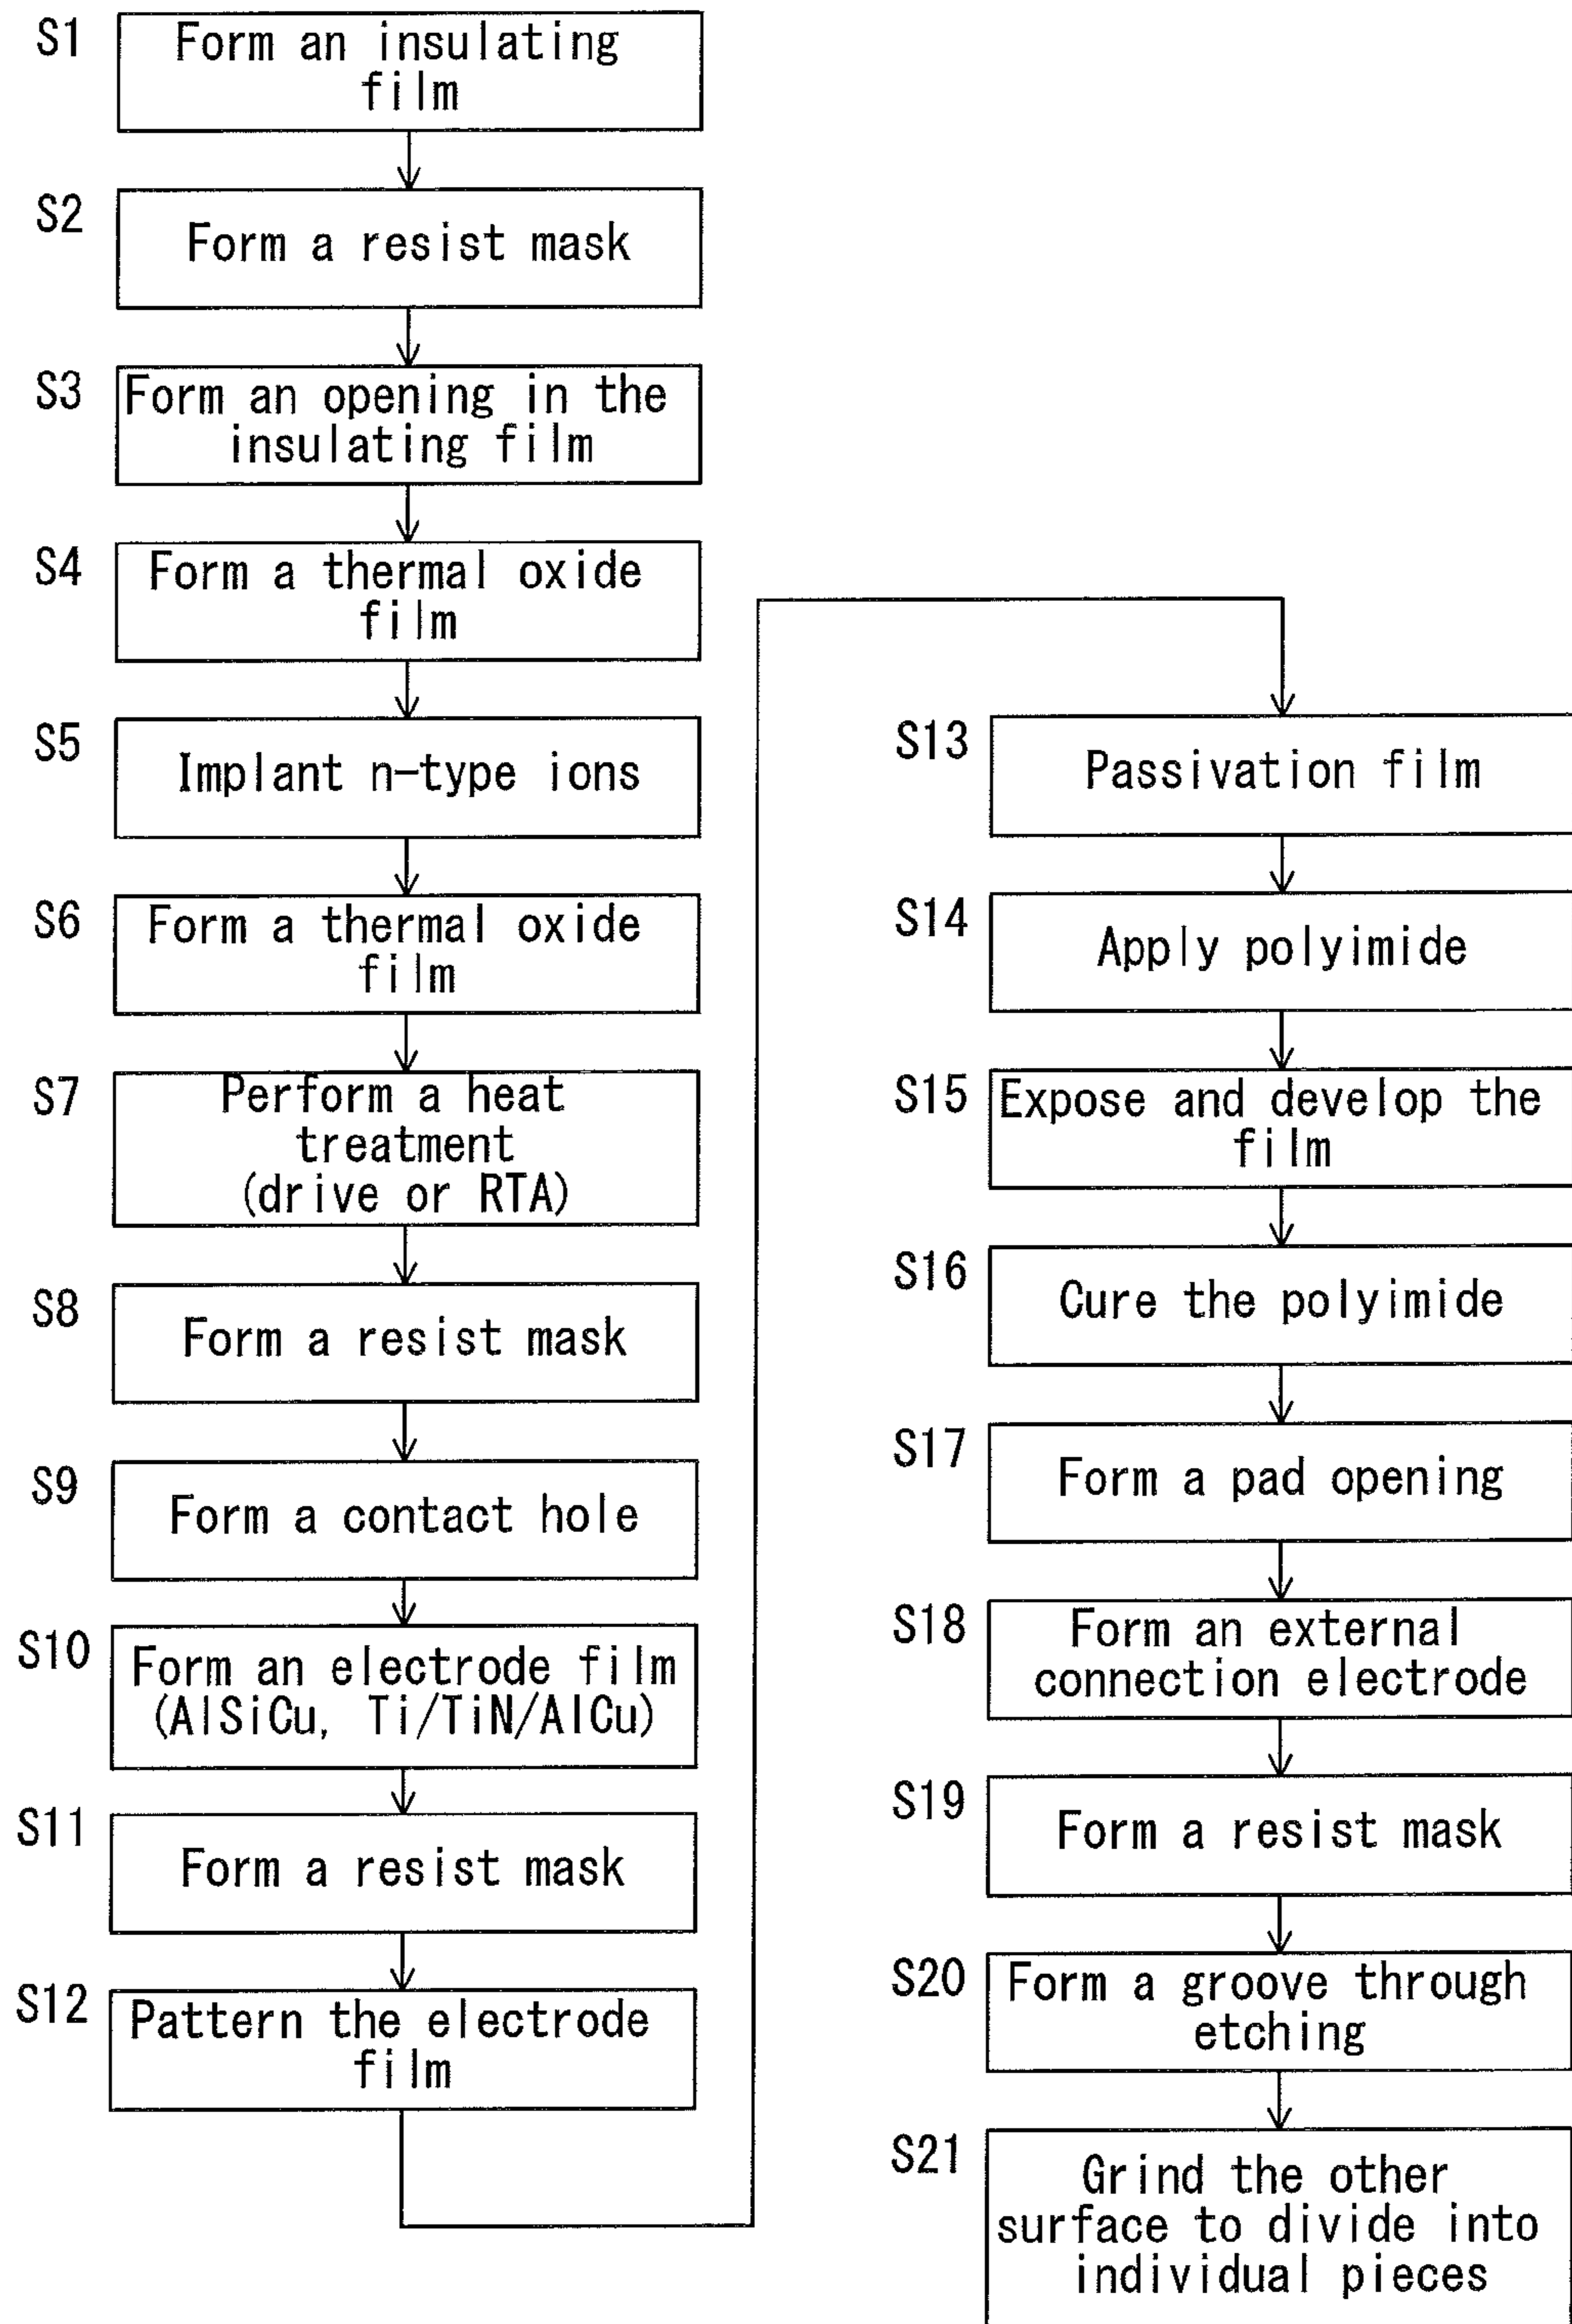 S1
Form an insulating
film
S2
Form a resist mask
S3
Form an opening in the
insulating film
S4
Form a thermal oxide
film
S5
Implant n-type ions
S6
Form a thermal oxide
film
S7
Perform a heat
treatment
(drive or RTA)
S8
Form a resist mask
S9
Form a contact hole
S10
Form an electrode film
(AlSiCu, Ti/TiN/AlCu)
S11
Form a resist mask
S12
Pattern the electrode
film
S13
Passivation film
S14
Apply polyimide
S15
Expose and develop the
film
S16
Cure the polyimide
S17
Form a pad opening
S18
Form an external
connection electrode
S19
Form a resist mask
S20
Form a groove through
etching
S21
Grind the other
surface to divide into
individual pieces